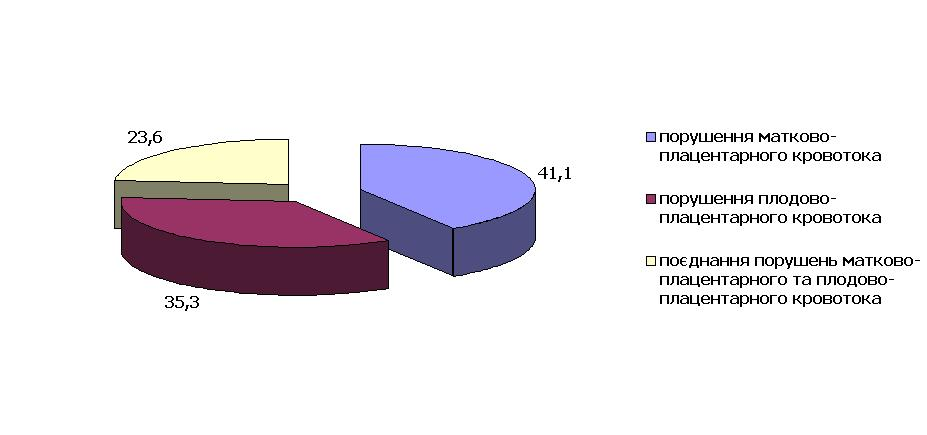 23,6
41,1
35,3
порушення матково-
плацентарного кровотока
порушення плодово-
плацентарного кровотока
поєднання порушень матково-
плацентарного та плодово-
плацентарного кровотока